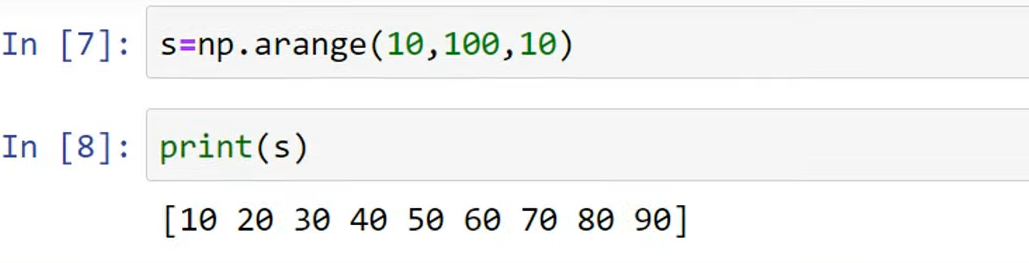 In [7]: s=np.arange(10,100,10)
In [8]: print(s)
[10 20 30 40 50 60 70 80 90]